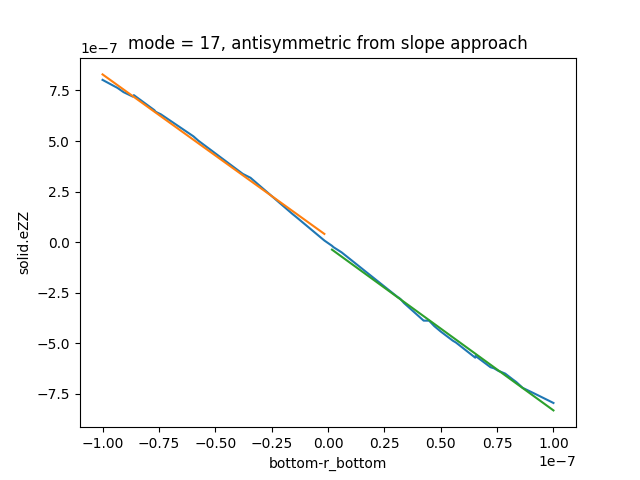 mode = 17, antisymmetric from slope approach
1e−7
7.5
5.0
2.5
0.0
−2.5
−5.0
−7.5
solid.eZZ
−1.00 −0.75 −0.50 −0.25 0.00 0.25 0.50 0.75 1.00
bottom-r_bottom
1e−7